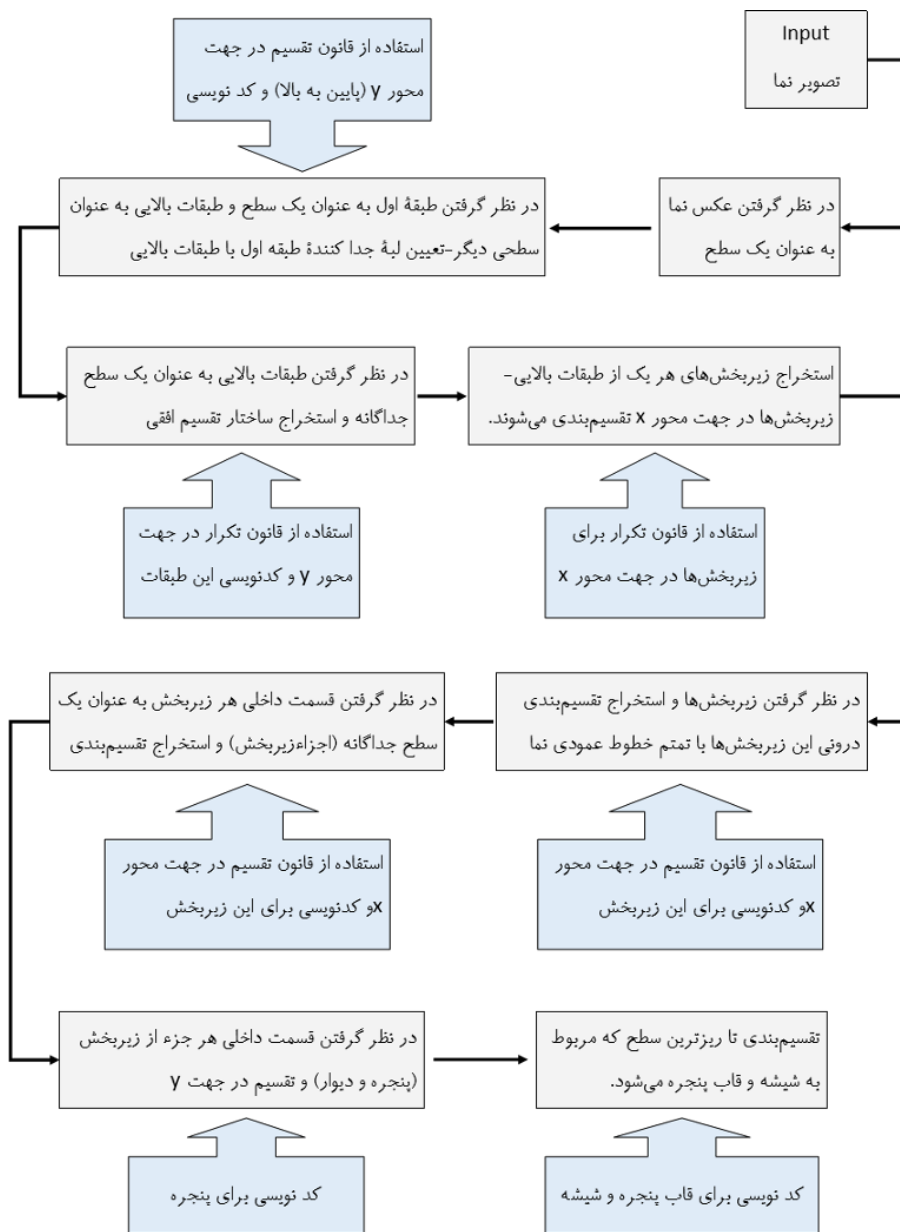 Input
تصویر نما
استفاده از قانون تقسیم در جهت
محور y (پایین به بالا) و کد نویسی
در نظر گرفتن عکس نما
به عنوان یک سطح
در نظر گرفتن طبقهٔ اول به عنوان یک سطح و طبقات بالایی به عنوان
سطحی دیگر-تعیین لبهٔ جدا کنندهٔ طبقه اول با طبقات بالایی
در نظر گرفتن طبقات بالایی به عنوان یک سطح
جداگانه و استخراج ساختار تقسیم افقی
استخراج زیربخش‌های هر یک از طبقات بالایی-
زیربخش‌ها در جهت محور x تقسیم‌بندی می‌شوند.
استفاده از قانون تکرار در جهت
محور y و کدنویسی این طبقات
استفاده از قانون تکرار برای
زیربخش‌ها در جهت محور x
در نظر گرفتن زیربخش‌ها و استخراج تقسیم‌بندی
درونی این زیربخش‌ها با تمتم خطوط عمودی نما
در نظر گرفتن قسمت داخلی هر زیربخش به عنوان یک
سطح جداگانه (اجزاءزیربخش) و استخراج تقسیم‌بندی
استفاده از قانون تقسیم در جهت محور
xو کدنویسی برای این زیربخش
استفاده از قانون تقسیم در جهت محور
xو کدنویسی برای این زیربخش
در نظر گرفتن قسمت داخلی هر جزء از زیربخش
(پنجره و دیوار) و تقسیم در جهت y
تقسیم‌بندی تا ریزترین سطح که مربوط
به شیشه و قاب پنجره می‌شود.
کد نویسی برای پنجره
کد نویسی برای قاب پنجره و شیشه